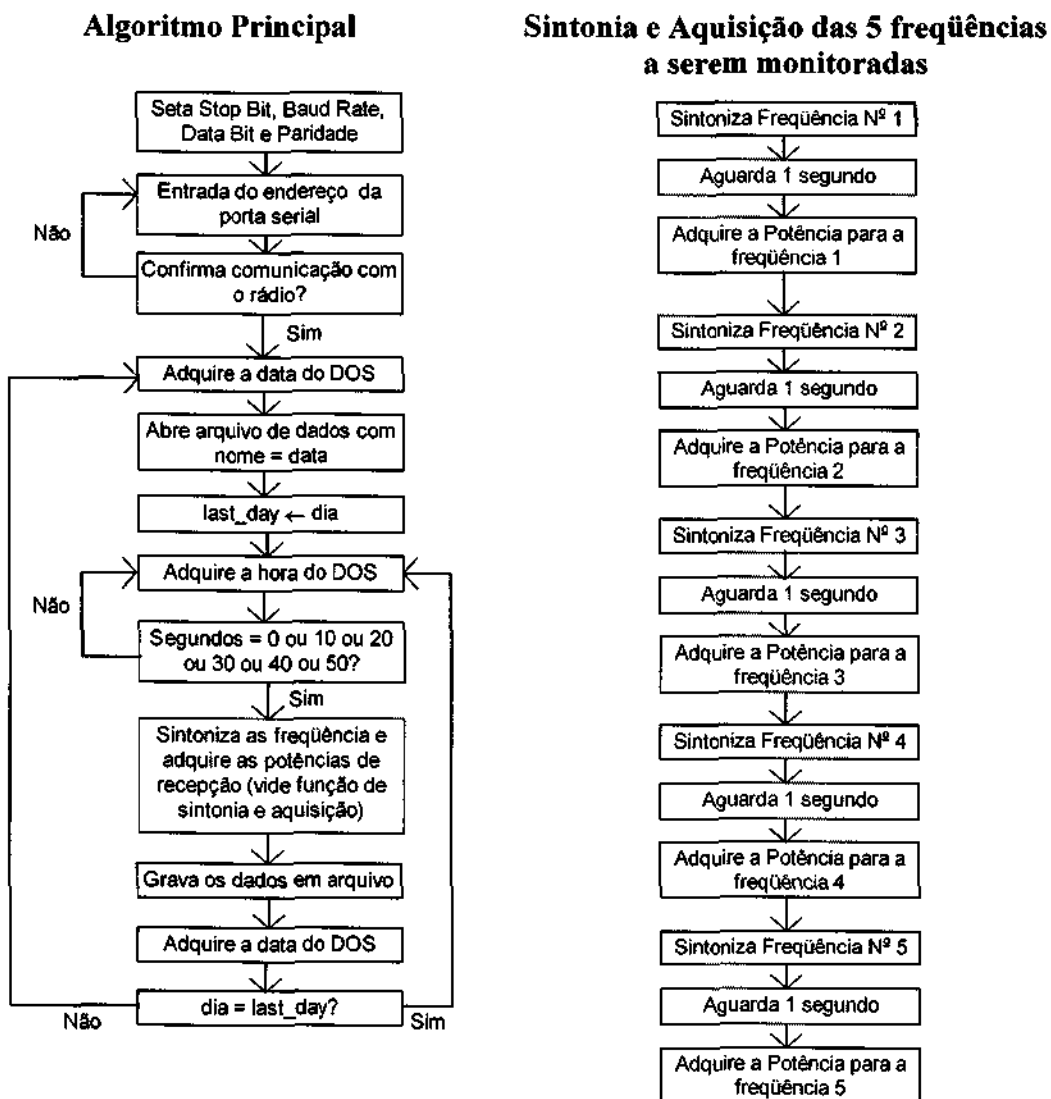 Algoritmo Principal
Seta Stop Bit, Baud Rate,
Data Bit e Paridade
Entrada do endereço da
porta serial
Não
Confirma comunicação com
o rádio?
Sim
Adquire a data do DOS
Abre arquivo de dados com
nome = data
last_day ← dia
Adquire a hora do DOS
Não
Segundos = 0 ou 10 ou 20
ou 30 ou 40 ou 50?
Sim
Sintoniza as freqüência e
adquire as potências de
recepção (vide função de
sintonia e aquisição)
Grava os dados em arquivo
Adquire a data do DOS
dia = last_day?
Não
Sim
Sintonia e Aquisição das 5 freqüências
a serem monitoradas
Sintoniza Freqüência Nº 1
Aguarda 1 segundo
Adquire a Potência para a
freqüência 1
Sintoniza Freqüência Nº 2
Aguarda 1 segundo
Adquire a Potência para a
freqüência 2
Sintoniza Freqüência Nº 3
Aguarda 1 segundo
Adquire a Potência para a
freqüência 3
Sintoniza Freqüência Nº 4
Aguarda 1 segundo
Adquire a Potência para a
freqüência 4
Sintoniza Freqüência Nº 5
Aguarda 1 segundo
Adquire a Potência para a
freqüência 5